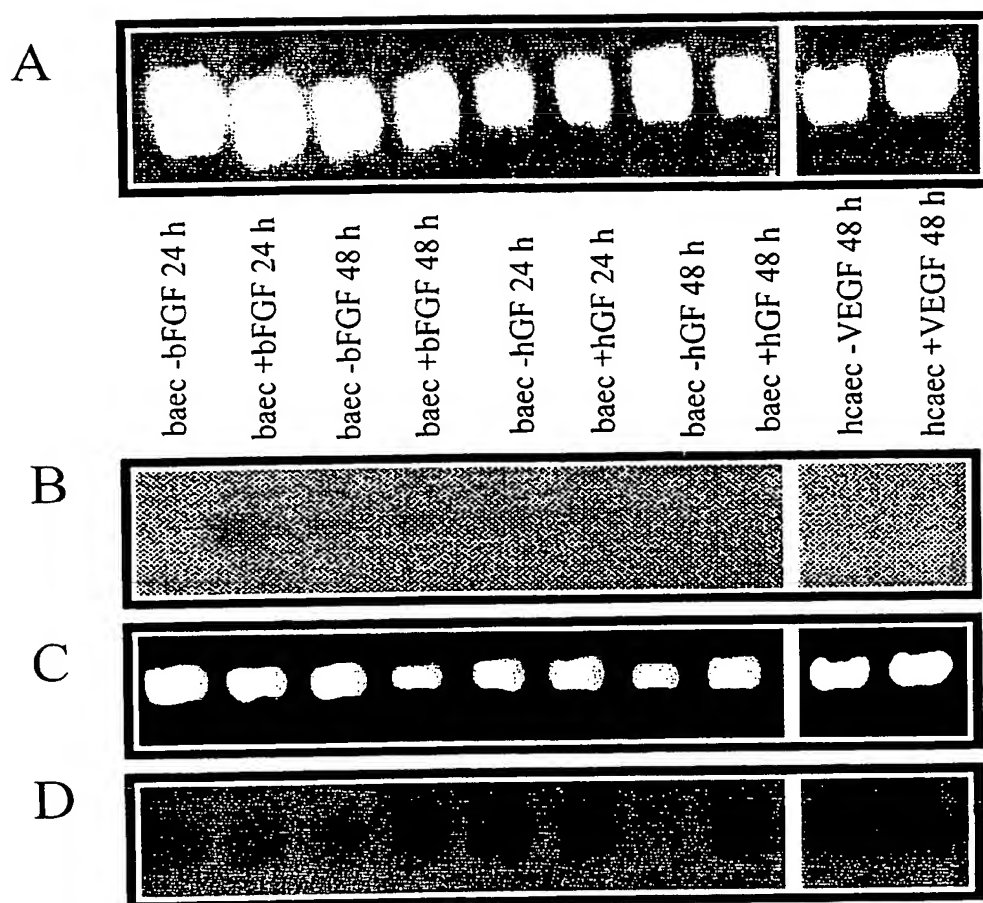 A
baec -bFGF 24 h
baec +bFGF 24 h
baec -bFGF 48 h
baec +bFGF 48 h
baec -hGF 24 h
baec +hGF 24 h
baec -hGF 48 h
baec +hGF 48 h
hcaec -VEGF 48 h
hcaec +VEGF 48 h
B
C
D